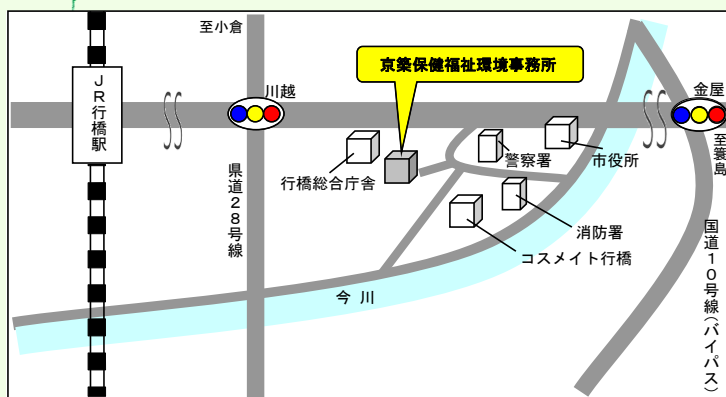 至小倉
京築保健福祉環境事務所
川越
金屋
JR行橋駅
至簑島
警察署
市役所
行橋総合庁舎
県道28号線
消防署
コスメイト行橋
国道10号線(バイパス)
今川